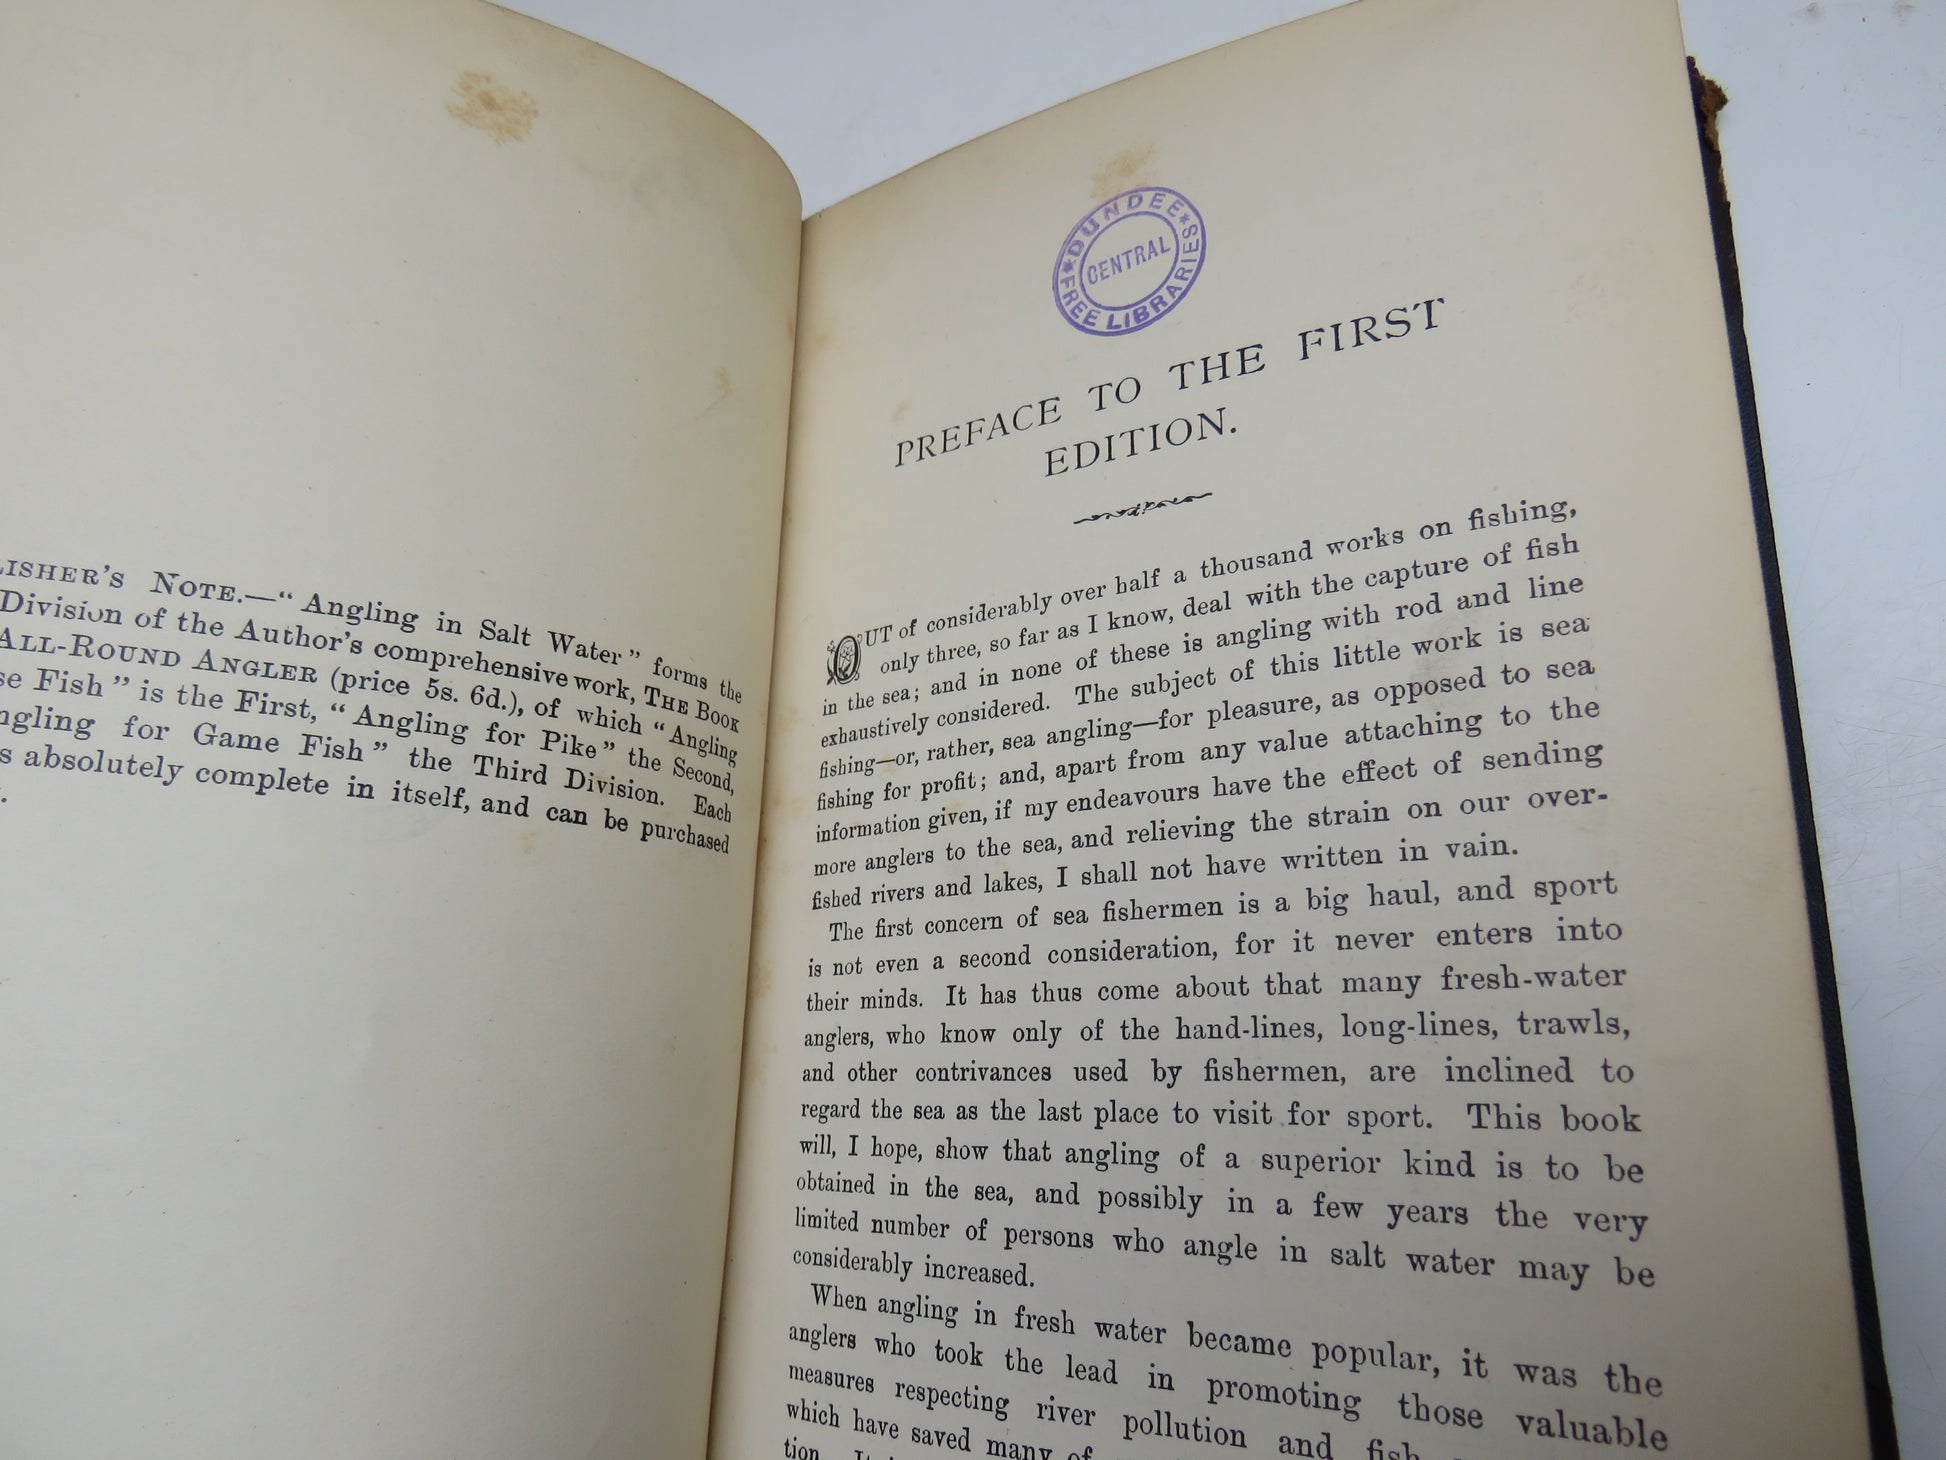 LISHER'S NOTE.—"Angling in Salt Water" forms the
Division of the Author's comprehensive work, THE BOOK
ALL-ROUND ANGLER (price 5s. 6d.), of which "Angling
se Fish" is the First, "Angling for Pike" the Second,
ngling for Game Fish" the Third Division. Each
s absolutely complete in itself, and can be purchased
DUNDEE
CENTRAL
FREE LIBRARIES
PREFACE TO THE FIRST
EDITION.
OUT of considerably over half a thousand works on fishing,
only three, so far as I know, deal with the capture of fish
in the sea; and in none of these is angling with rod and line
exhaustively considered. The subject of this little work is sea
fishing—or, rather, sea angling—for pleasure, as opposed to sea
fishing for profit; and, apart from any value attaching to the
information given, if my endeavours have the effect of sending
more anglers to the sea, and relieving the strain on our over-
fished rivers and lakes, I shall not have written in vain.
The first concern of sea fishermen is a big haul, and sport
is not even a second consideration, for it never enters into
their minds. It has thus come about that many fresh-water
anglers, who know only of the hand-lines, long-lines, trawls,
and other contrivances used by fishermen, are inclined to
regard the sea as the last place to visit for sport. This book
will, I hope, show that angling of a superior kind is to be
obtained in the sea, and possibly in a few years the very
limited number of persons who angle in salt water may be
considerably increased.
When angling in fresh water became popular, it was the
anglers who took the lead in promoting those valuable
measures respecting river pollution and fish
which have saved many of
tion.